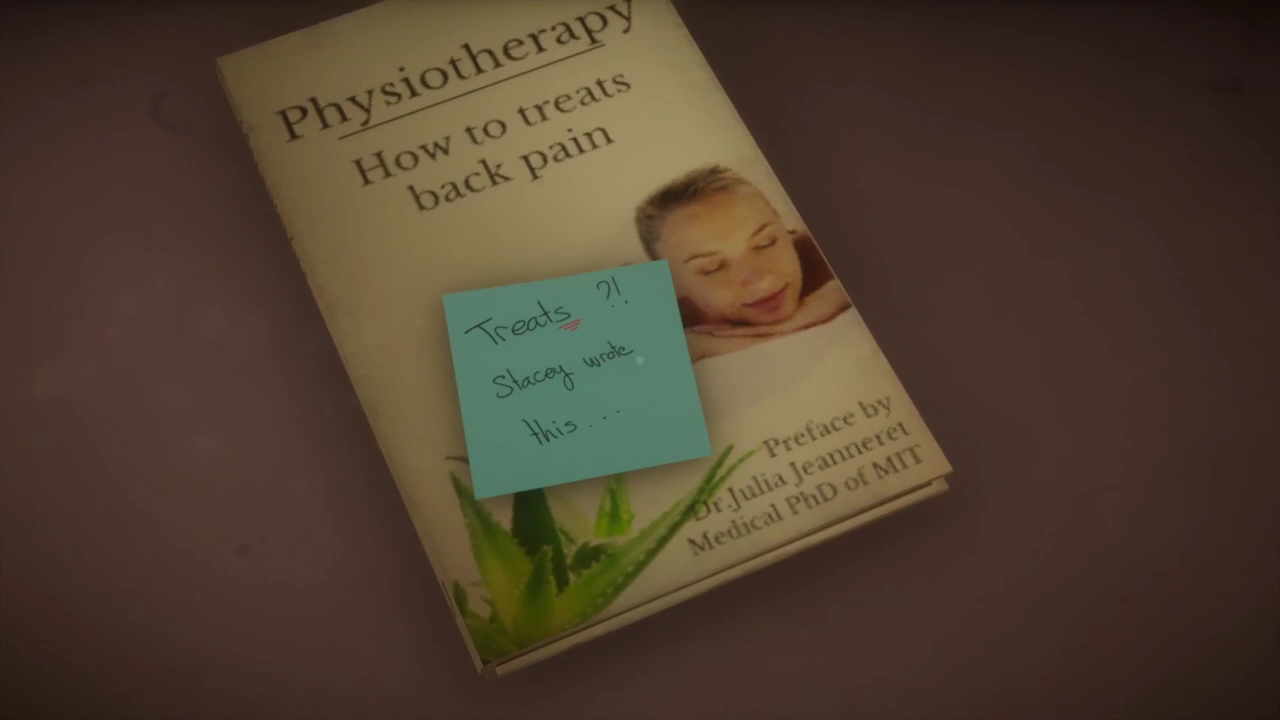 Physiotherapy
How to treats
back pain
Treats ?!
Stacey wrote
this...
Preface by
Dr.Julia Jeanneret
Medical PhD of MIT